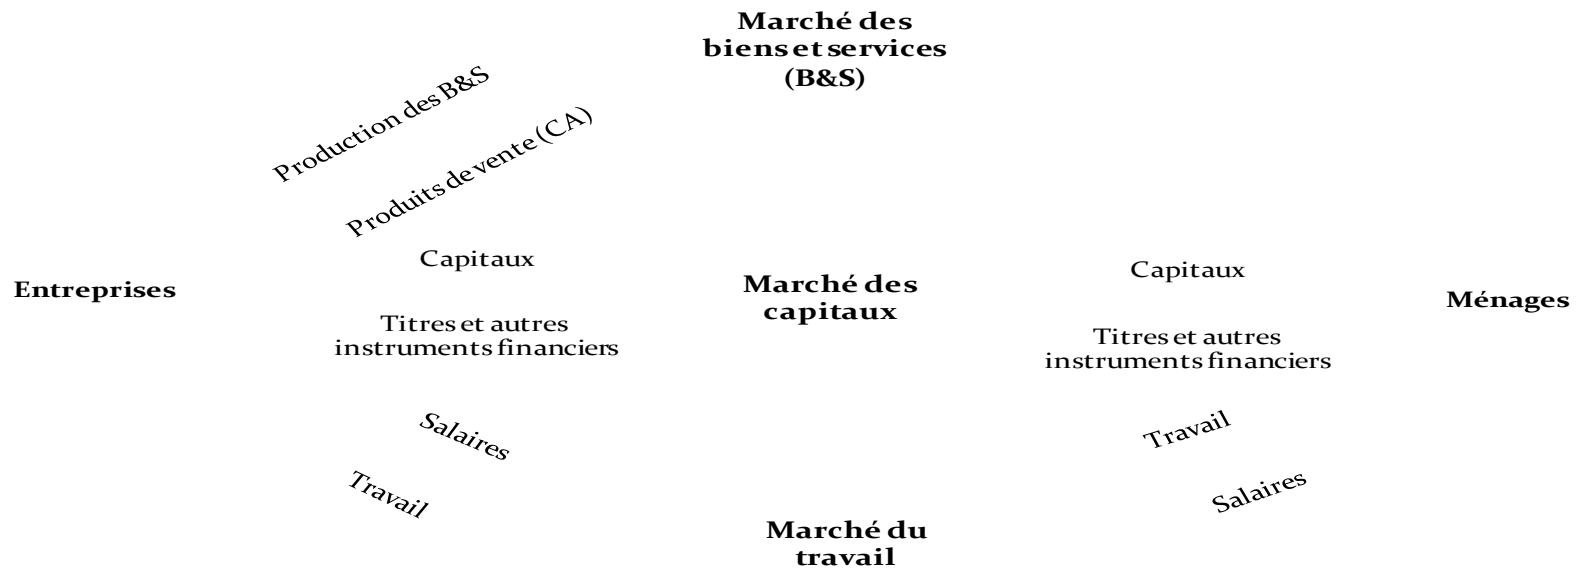 Marché des
biens et services
(B&S)
Production des B&S
Produits de vente (CA)
Capitaux
Capitaux
Entreprises
Marché des
capitaux
Ménages
Titres et autres
instruments financiers
Titres et autres
instruments financiers
Salaires
Travail
Travail
Salaires
Marché du
travail